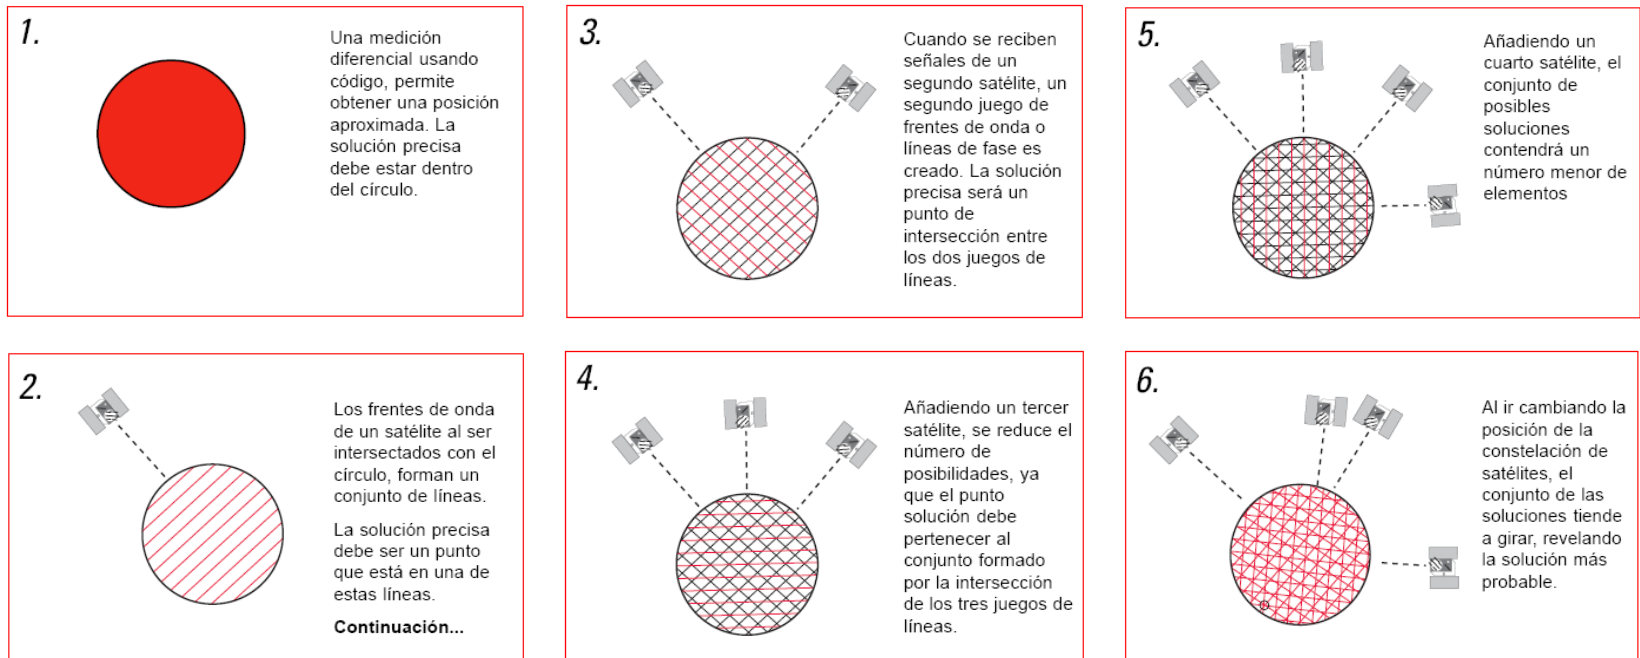 1.
Una medición
diferencial usando
código, permite
obtener una posición
aproximada. La
solución precisa
debe estar dentro
del círculo.
2.
Los frentes de onda
de un satélite al ser
intersectados con el
círculo, forman un
conjunto de líneas.
La solución precisa
debe ser un punto
que está en una de
estas líneas.
Continuación...
3.
Cuando se reciben
señales de un
segundo satélite, un
segundo juego de
frentes de onda o
líneas de fase es
creado. La solución
precisa será un
punto de
intersección entre
los dos juegos de
líneas.
4.
Añadiendo un tercer
satélite, se reduce el
número de
posibilidades, ya
que el punto
solución debe
pertenecer al
conjunto formado
por la intersección
de los tres juegos de
líneas.
5.
Añadiendo un
cuarto satélite, el
conjunto de
posibles
soluciones
contendrá un
número menor de
elementos
6.
Al ir cambiando la
posición de la
constelación de
satélites, el
conjunto de las
soluciones tiende
a girar, revelando
la solución más
probable.